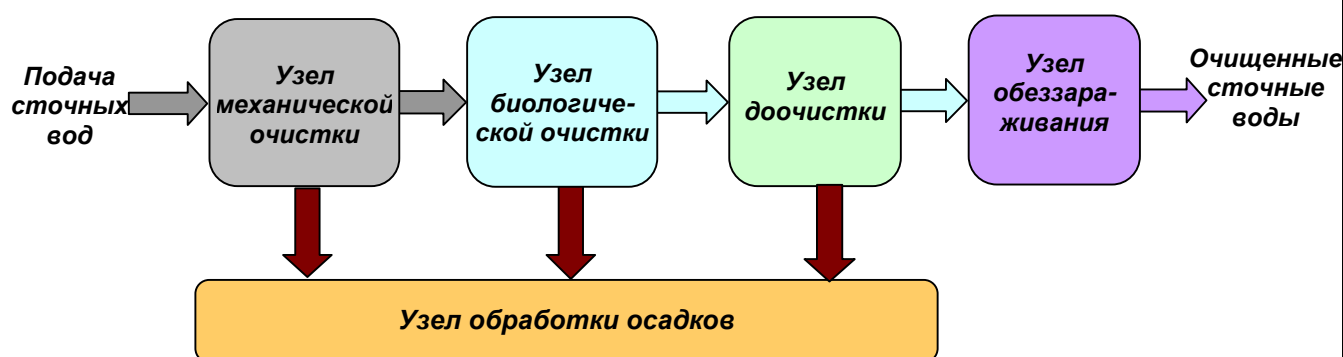 Подача
сточных
вод
Узел
механической
очистки
Узел
биологиче-
ской очистки
Узел
доочистки
Узел
обеззара-
живания
Очищенные
сточные
воды
Узел обработки осадков